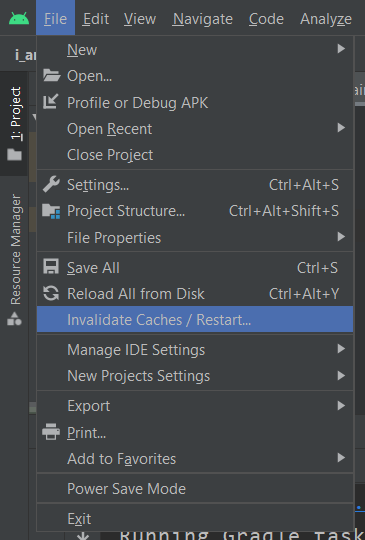 File Edit View Navigate Code Analyze
i_a
1: Project
Resource Manager
New
Open...
Profile or Debug APK
Open Recent
Close Project
Settings... Ctrl+Alt+S
Project Structure... Ctrl+Alt+Shift+S
File Properties
Save All Ctrl+S
Reload All from Disk Ctrl+Alt+Y
Invalidate Caches / Restart...
Manage IDE Settings
New Projects Settings
Export
Print...
Add to Favorites
Power Save Mode
Exit
Running Gradle task